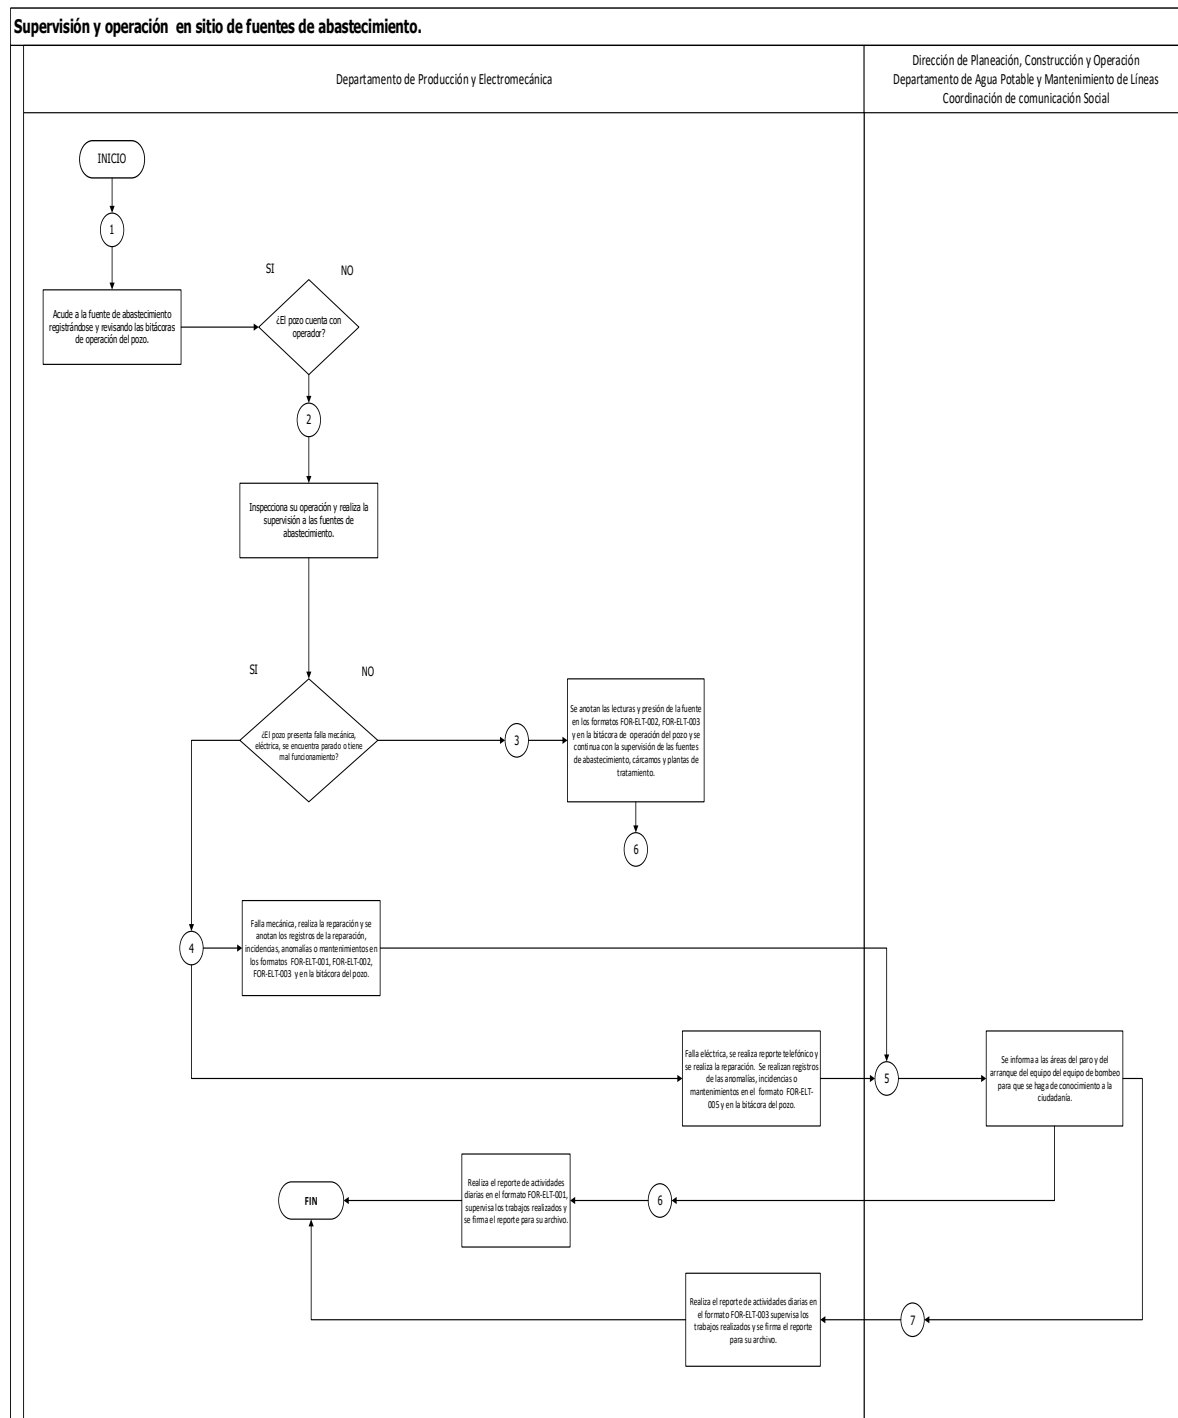 Supervisión y operación  en sitio de fuentes de abastecimiento.
Departamento de Producción y Electromecánica
Dirección de Planeación, Construcción y Operación
Departamento de Agua Potable y Mantenimiento de Líneas
Coordinación de comunicación Social
INICIO
1
Acude a la fuente de abastecimiento
registrándose y revisando las bitácoras
de operación del pozo.
SI
NO
¿El pozo cuenta con
operador?
2
Inspecciona su operación y realiza la
supervisión a las fuentes de
abastecimiento.
SI
NO
¿El pozo presenta falla mecánica,
eléctrica, se encuentra parado o tiene
mal funcionamiento?
3
Se anotan las lecturas y presión de la fuente
en los formatos FOR-ELT-002, FOR-ELT-003
y en la bitácora de  operación del pozo y se
continua con la supervisión de las fuentes
de abastecimiento, cárcamos y plantas de
tratamiento.
6
4
Falla mecánica, realiza la reparación y se
anotan los registros de la reparación,
incidencias, anomalías o mantenimientos en
los formatos  FOR-ELT-001, FOR-ELT-002,
FOR-ELT-003  y en la bitácora del pozo.
Falla eléctrica, se realiza reporte telefónico y
se realiza la reparación.  Se realizan registros
de las anomalías, incidencias o
mantenimientos en el  formato  FOR-ELT-
005 y en la bitácora del pozo.
5
Se informa a las áreas del paro y del
arranque del equipo del equipo de bombeo
para que se haga de conocimiento a la
ciudadanía.
FIN
Realiza el reporte de actividades
diarias en el formato FOR-ELT-001,
supervisa los trabajos realizados y
se firma el reporte para su archivo.
6
Realiza el reporte de actividades diarias en
el formato FOR-ELT-003 supervisa los
trabajos realizados y se firma el reporte
para su archivo.
7